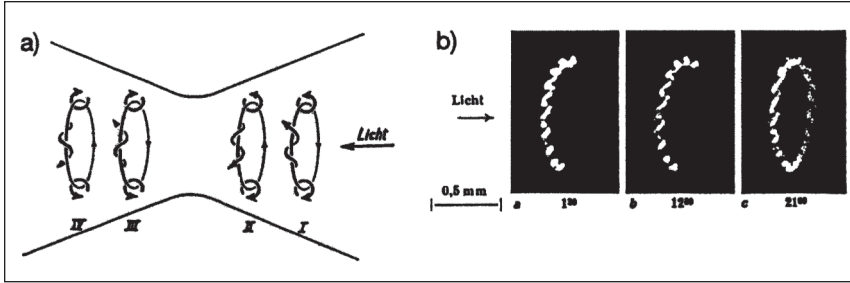 a)
Licht
IV III II I
b)
Licht
0,5 mm
a 1³⁰ b 12⁰⁰ c 21⁰⁰